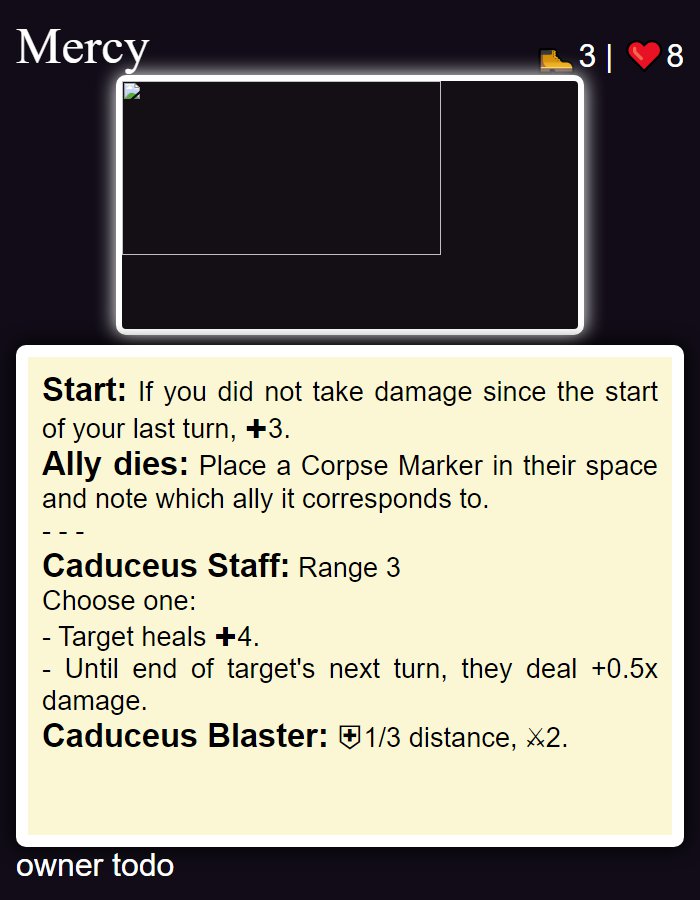 Mercy
🥾3 | ❤️8
Start: If you did not take damage since the start
of your last turn, ✚3.
Ally dies: Place a Corpse Marker in their space
and note which ally it corresponds to.
- - -
Caduceus Staff: Range 3
Choose one:
- Target heals ✚4.
- Until end of target's next turn, they deal +0.5x
damage.
Caduceus Blaster: ⛨1/3 distance, ⚔2.
owner todo